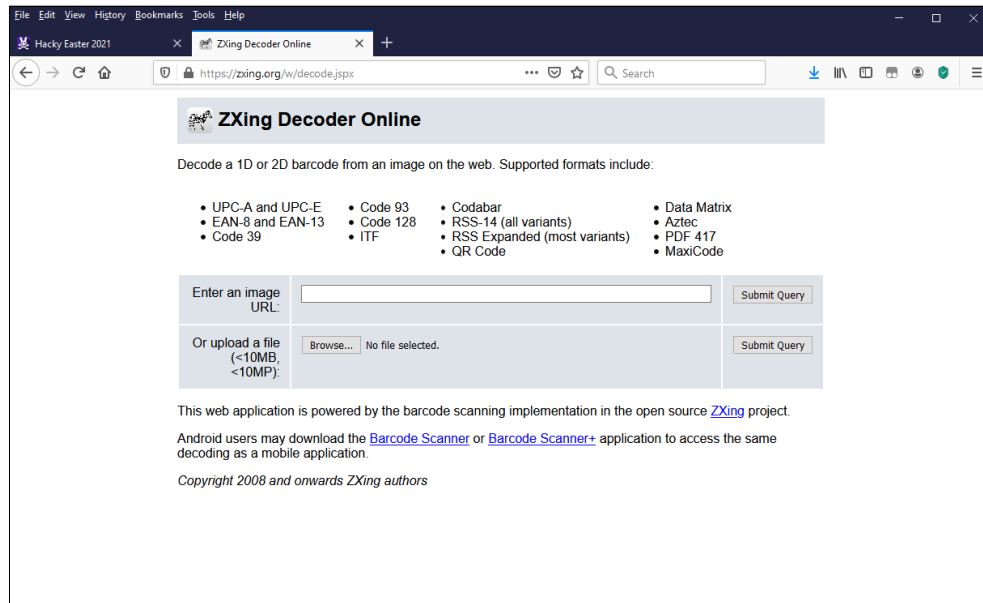 File Edit View History Bookmarks Tools Help
Hacky Easter 2021
ZXing Decoder Online
https://zxing.org/w/decode.jspx
Search
ZXing Decoder Online
Decode a 1D or 2D barcode from an image on the web. Supported formats include:
• UPC-A and UPC-E
• EAN-8 and EAN-13
• Code 39
• Code 93
• Code 128
• ITF
• Codabar
• RSS-14 (all variants)
• RSS Expanded (most variants)
• QR Code
• Data Matrix
• Aztec
• PDF 417
• MaxiCode
Enter an image
URL:
Submit Query
Or upload a file
(<10MB,
<10MP):
Browse... No file selected.
Submit Query
This web application is powered by the barcode scanning implementation in the open source ZXing project.
Android users may download the Barcode Scanner or Barcode Scanner+ application to access the same
decoding as a mobile application.
Copyright 2008 and onwards ZXing authors